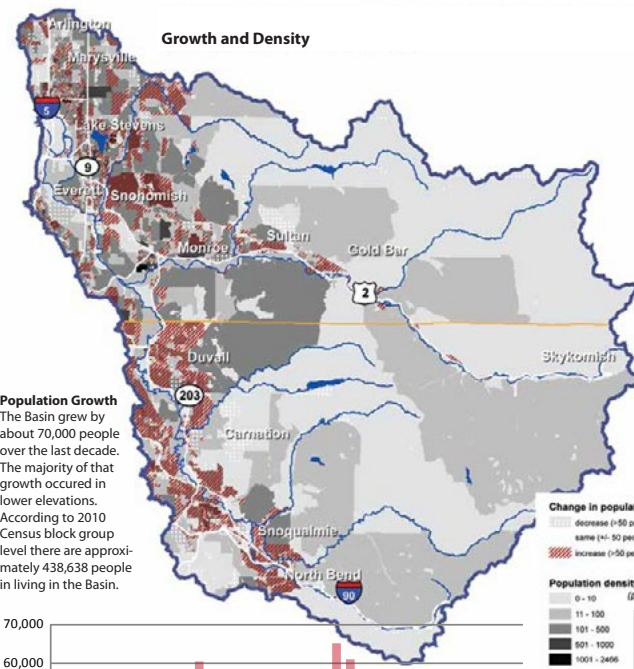 Growth and Density
Arlington
Marysville
5
Lake Stevens
9
Everett
Snohomish
Monroe
Sultan
Gold Bar
2
Duvall
Skykomish
203
Carnation
Snoqualmie
North Bend
90
Population Growth
The Basin grew by
about 70,000 people
over the last decade.
The majority of that
growth occured in
lower elevations.
According to 2010
Census block group
level there are approxi-
mately 438,638 people
in living in the Basin.
Change in populat
decrease (>50 p
same (+/- 50 pe
increase (>50 pe
Population density
0 - 10
11 - 100
101 - 500
501 - 1000
1001 - 2466
70,000
60,000